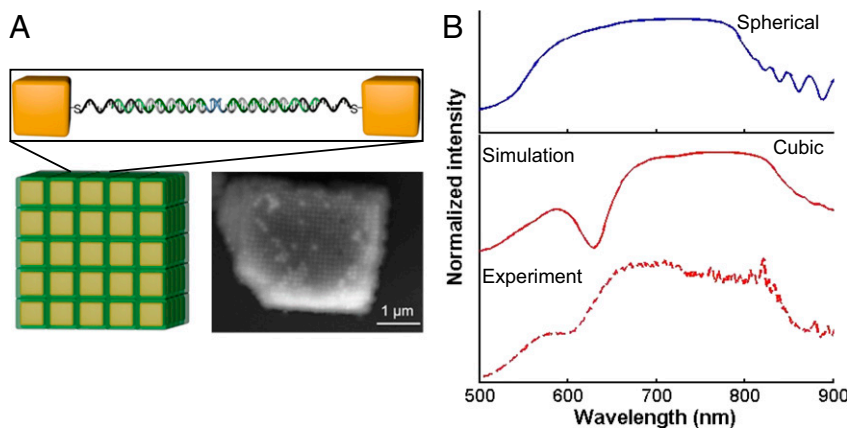 A
S
S
1 μm
B
Spherical
Simulation
Cubic
Experiment
Normalized intensity
500 600 700 800 900
Wavelength (nm)